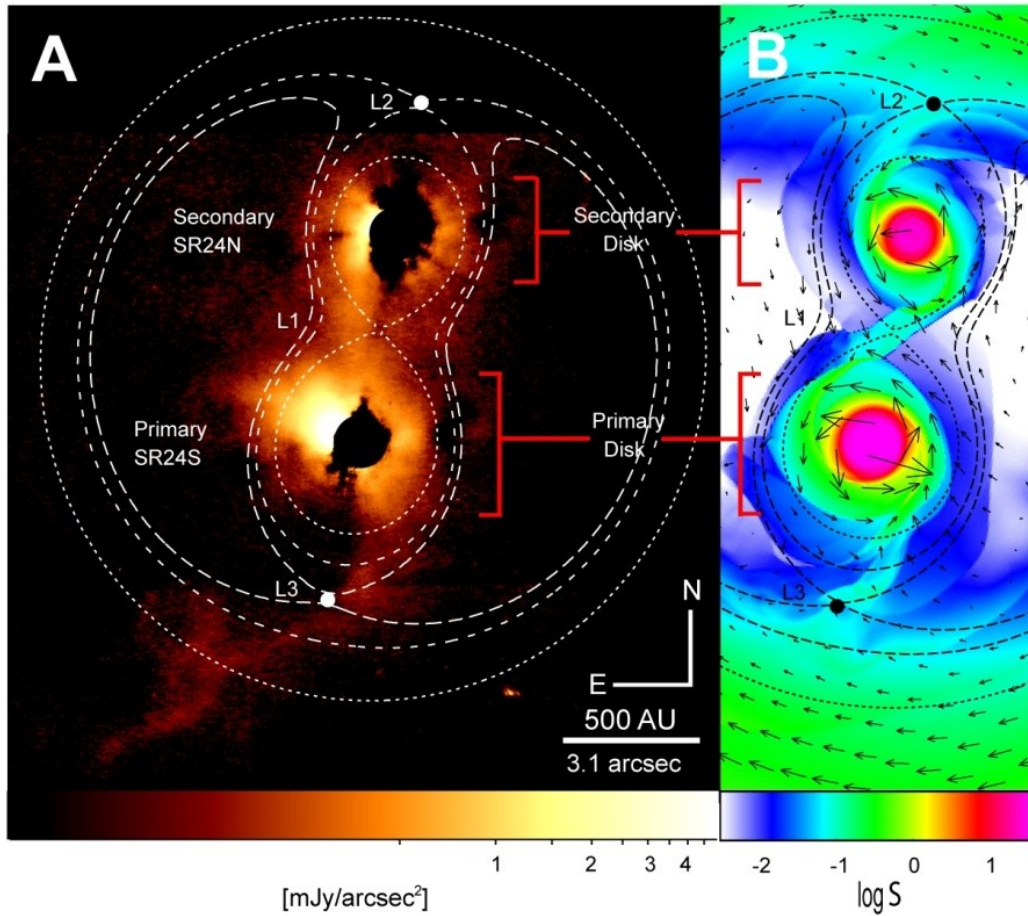 A
B
L2
L2
Secondary
SR24N
Secondary
Disk
L1
L1
Primary
SR24S
Primary
Disk
L3
L3
N
E
500 AU
3.1 arcsec
1 2 3 4
-2 -1 0 1
[mJy/arcsec²]
log S